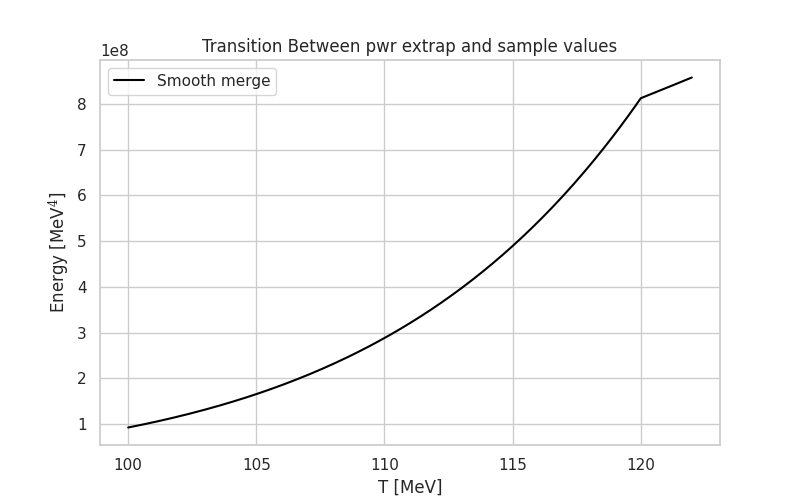 Transition Between pwr extrap and sample values
1e8
Smooth merge
8
7
6
5
4
3
2
1
Energy [MeV⁴]
100 105 110 115 120
T [MeV]